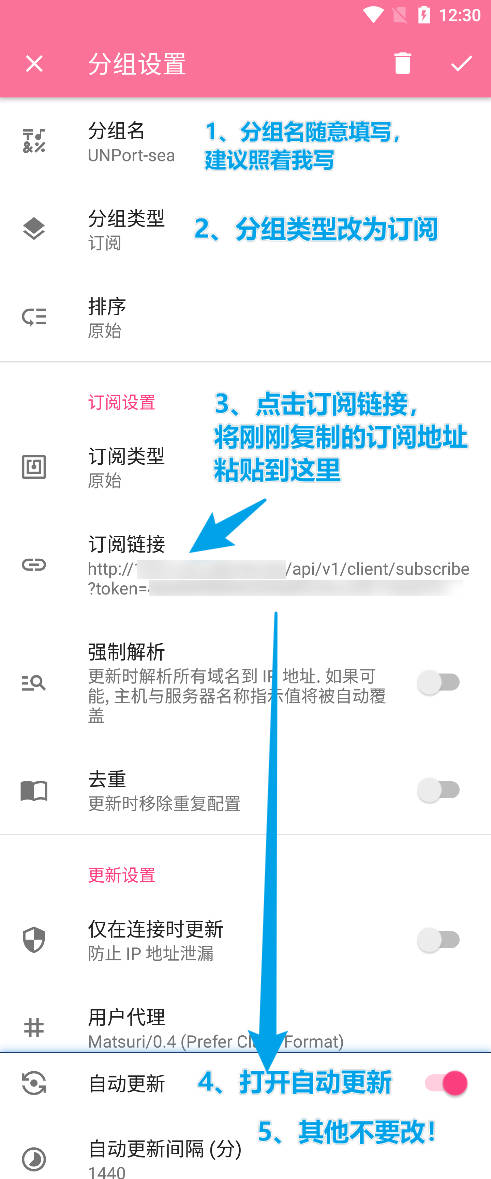 12:30
分组设置
分组名
UNPort-sea
1、分组名随意填写，
建议照着我写
分组类型
订阅
2、分组类型改为订阅
排序
原始
订阅设置
3、点击订阅链接，
将刚刚复制的订阅地址
粘贴到这里
订阅类型
原始
订阅链接
http://
/api/v1/client/subscribe
?token=
强制解析
更新时解析所有域名到 IP 地址. 如果可
能, 主机与服务器名称指示值将被自动覆
盖
去重
更新时移除重复配置
更新设置
仅在连接时更新
防止 IP 地址泄漏
用户代理
Matsuri/0.4 (Prefer Clash Format)
自动更新
4、打开自动更新
5、其他不要改！
自动更新间隔 (分)
1440